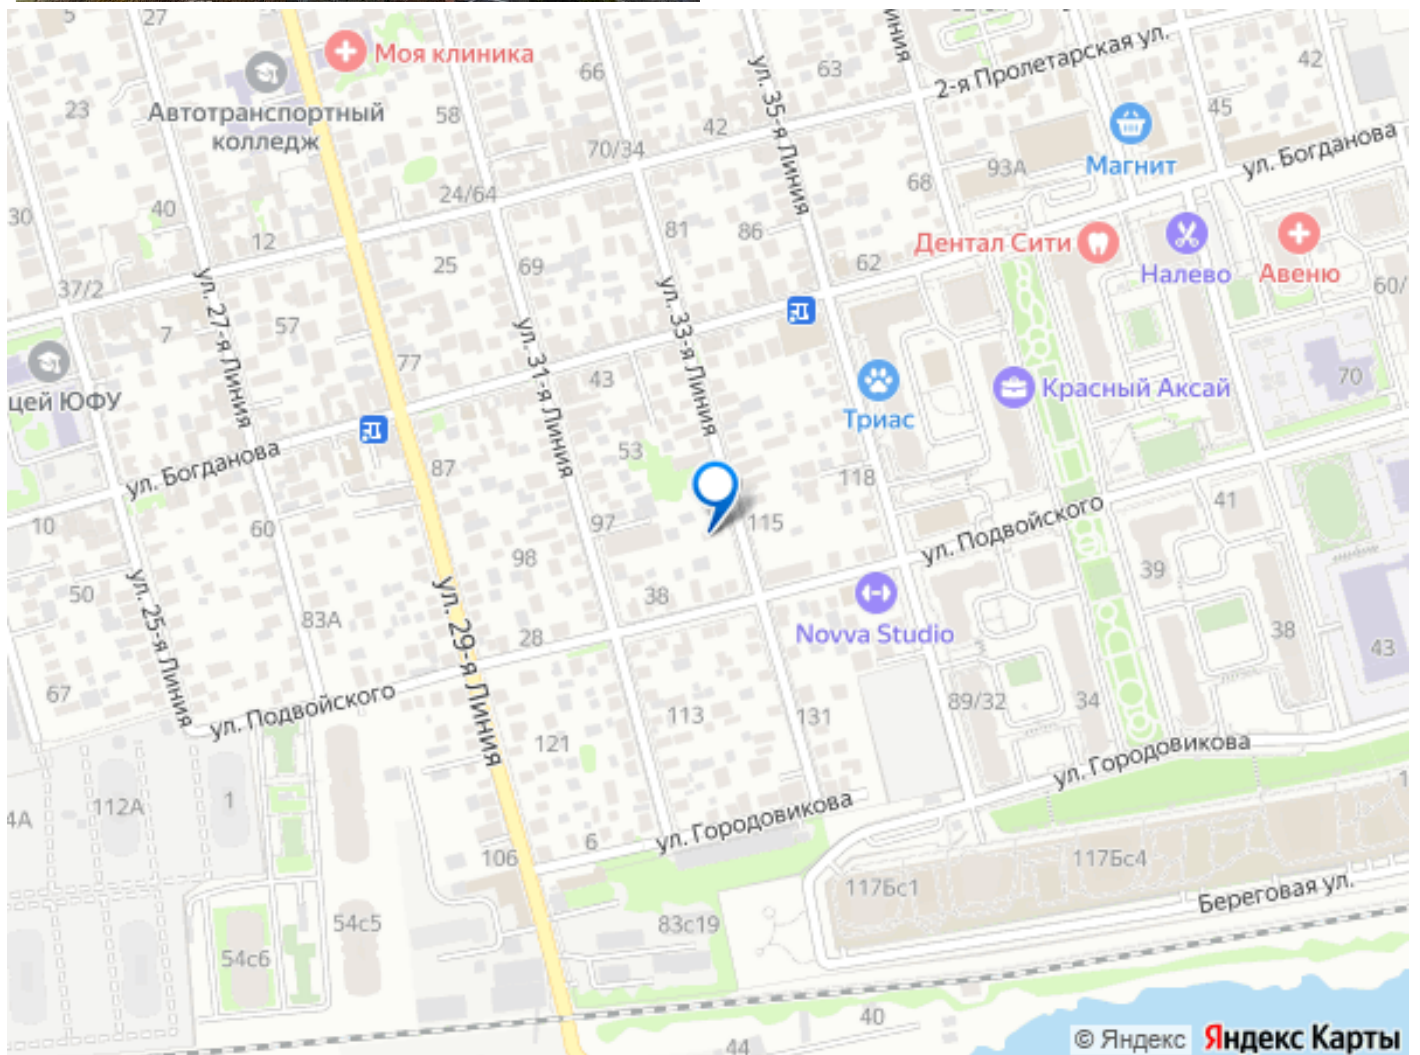 5
27
Моя клиника
66
63
2-я Пролетарская ул.
42
23
Автотранспортный
колледж
58
42
ул. 35-я Линия
45
70/34
93А
Магнит
ул. Богданова
24/64
68
30
40
12
81
86
Дентал Сити
Налево
Авеню
25
69
62
37/2
60/
ул. 27-я Линия
57
7
ул. 31-я Линия
ул. 33-я Линия
77
43
70
Красный Аксай
цей ЮФУ
Триас
53
ул. Богданова
87
118
41
10
60
97
115
ул. Подвойского
98
39
50
ул. 25-я Линия
83А
ул. 29-я Линия
38
28
Novva Studio
38
43
67
ул. Подвойского
113
131
89/32
34
121
ул. Городовикова
112А
1
4А
ул. Городовикова
6
106
117Бс4
117Бс1
Береговая ул.
54с5
83с19
54с6
40
44
© Яндекс
Яндекс Карты